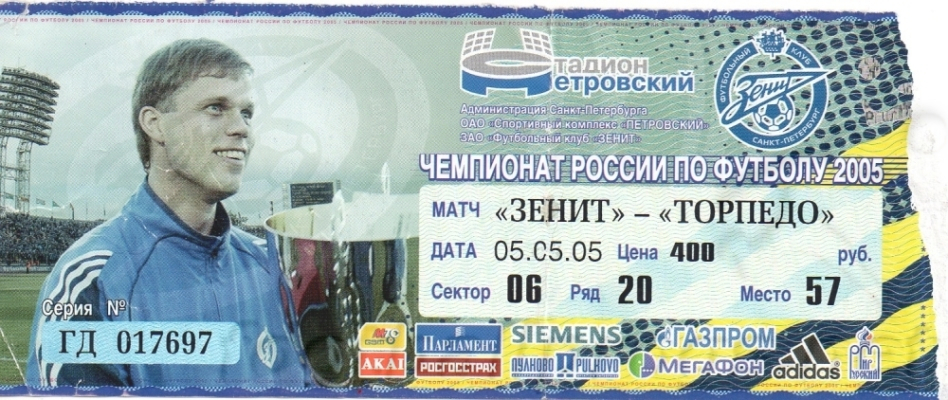 Стадион
Петровский
ФУТБОЛЬНЫЙ КЛУБ
Зенит
САНКТ-ПЕТЕРБУРГ
Администрация Санкт-Петербурга
ОАО «Спортивный комплекс «ПЕТРОВСКИЙ»
ЗАО «Футбольный клуб «ЗЕНИТ»
ЧЕМПИОНАТ РОССИИ ПО ФУТБОЛУ 2005
МАТЧ «ЗЕНИТ» – «ТОРПЕДО»
ДАТА 05.05.05 Цена 400 руб.
Сектор 06 Ряд 20 Место 57
Серия №
ГД 017697
AKAI
ПАРЛАМЕНТ
РОСГОССТРАХ
SIEMENS
ПУЛКОВО PULKOVO
ГАЗПРОМ
МЕГАФОН
adidas